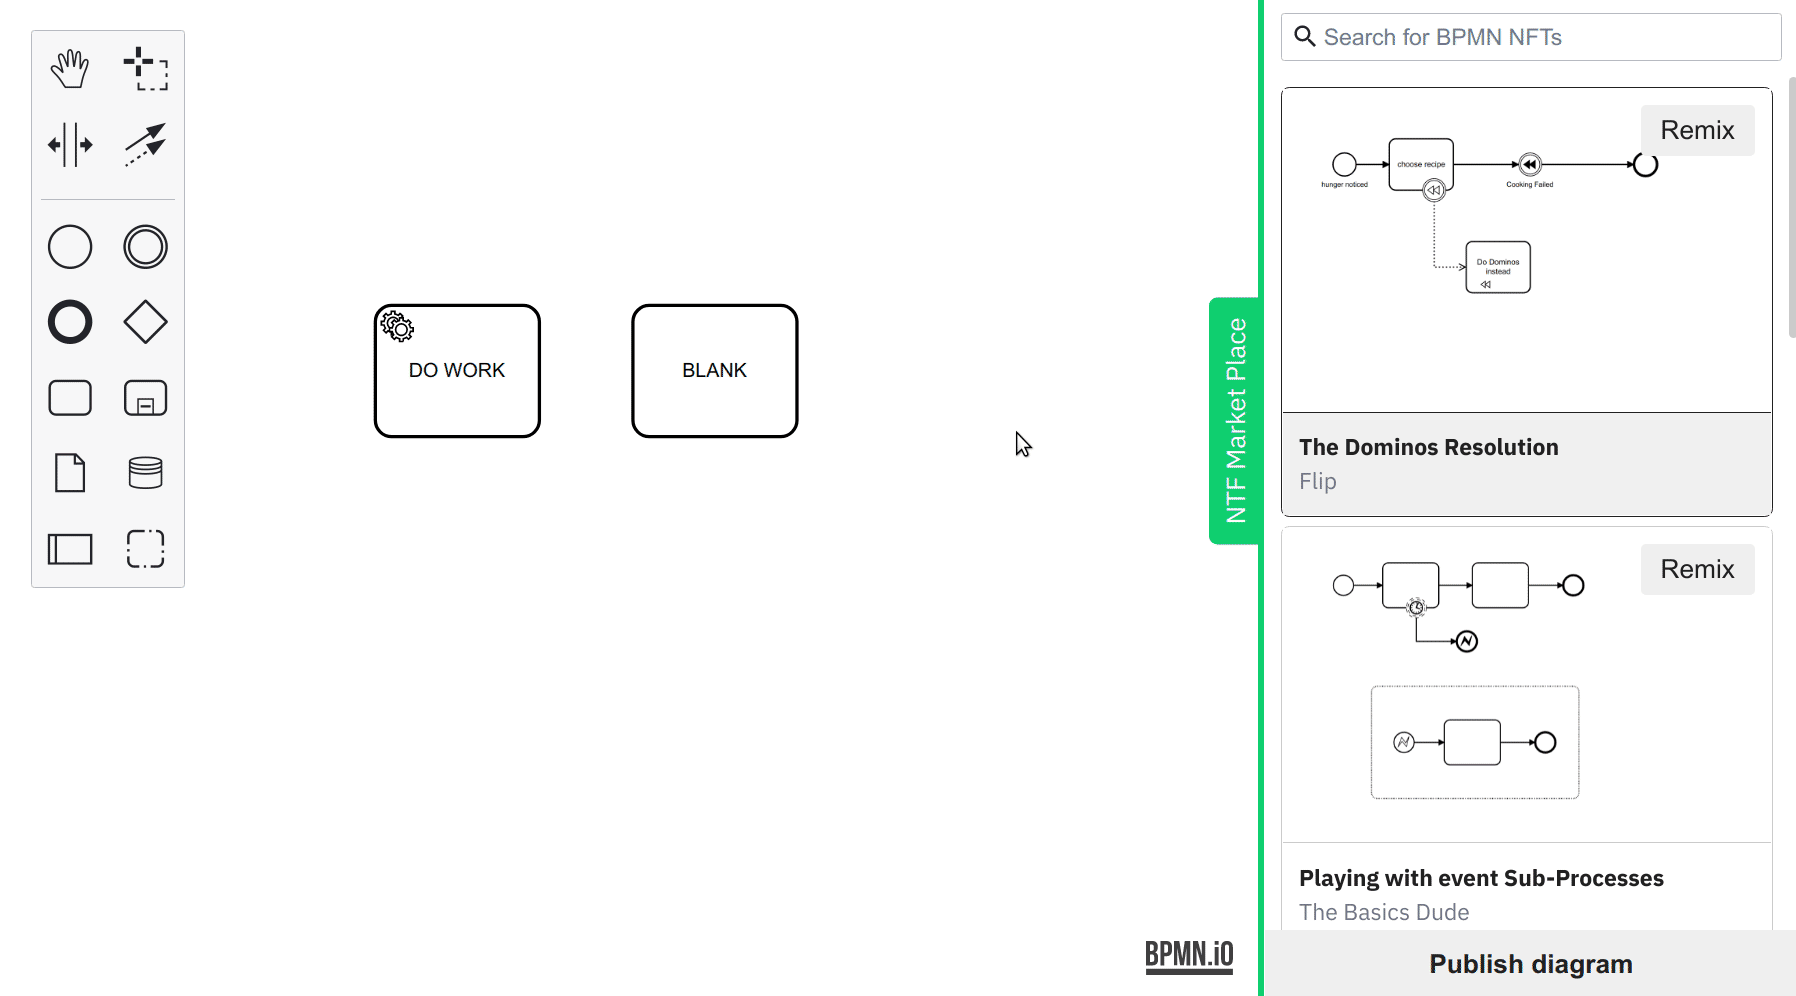 DO WORK
BLANK
BPMN.iO
NTF Market Place
Search for BPMN NFTs
Remix
hunger noticed
choose recipe
Cooking Failed
Do Dominos
instead
The Dominos Resolution
Flip
Remix
Playing with event Sub-Processes
The Basics Dude
Publish diagram